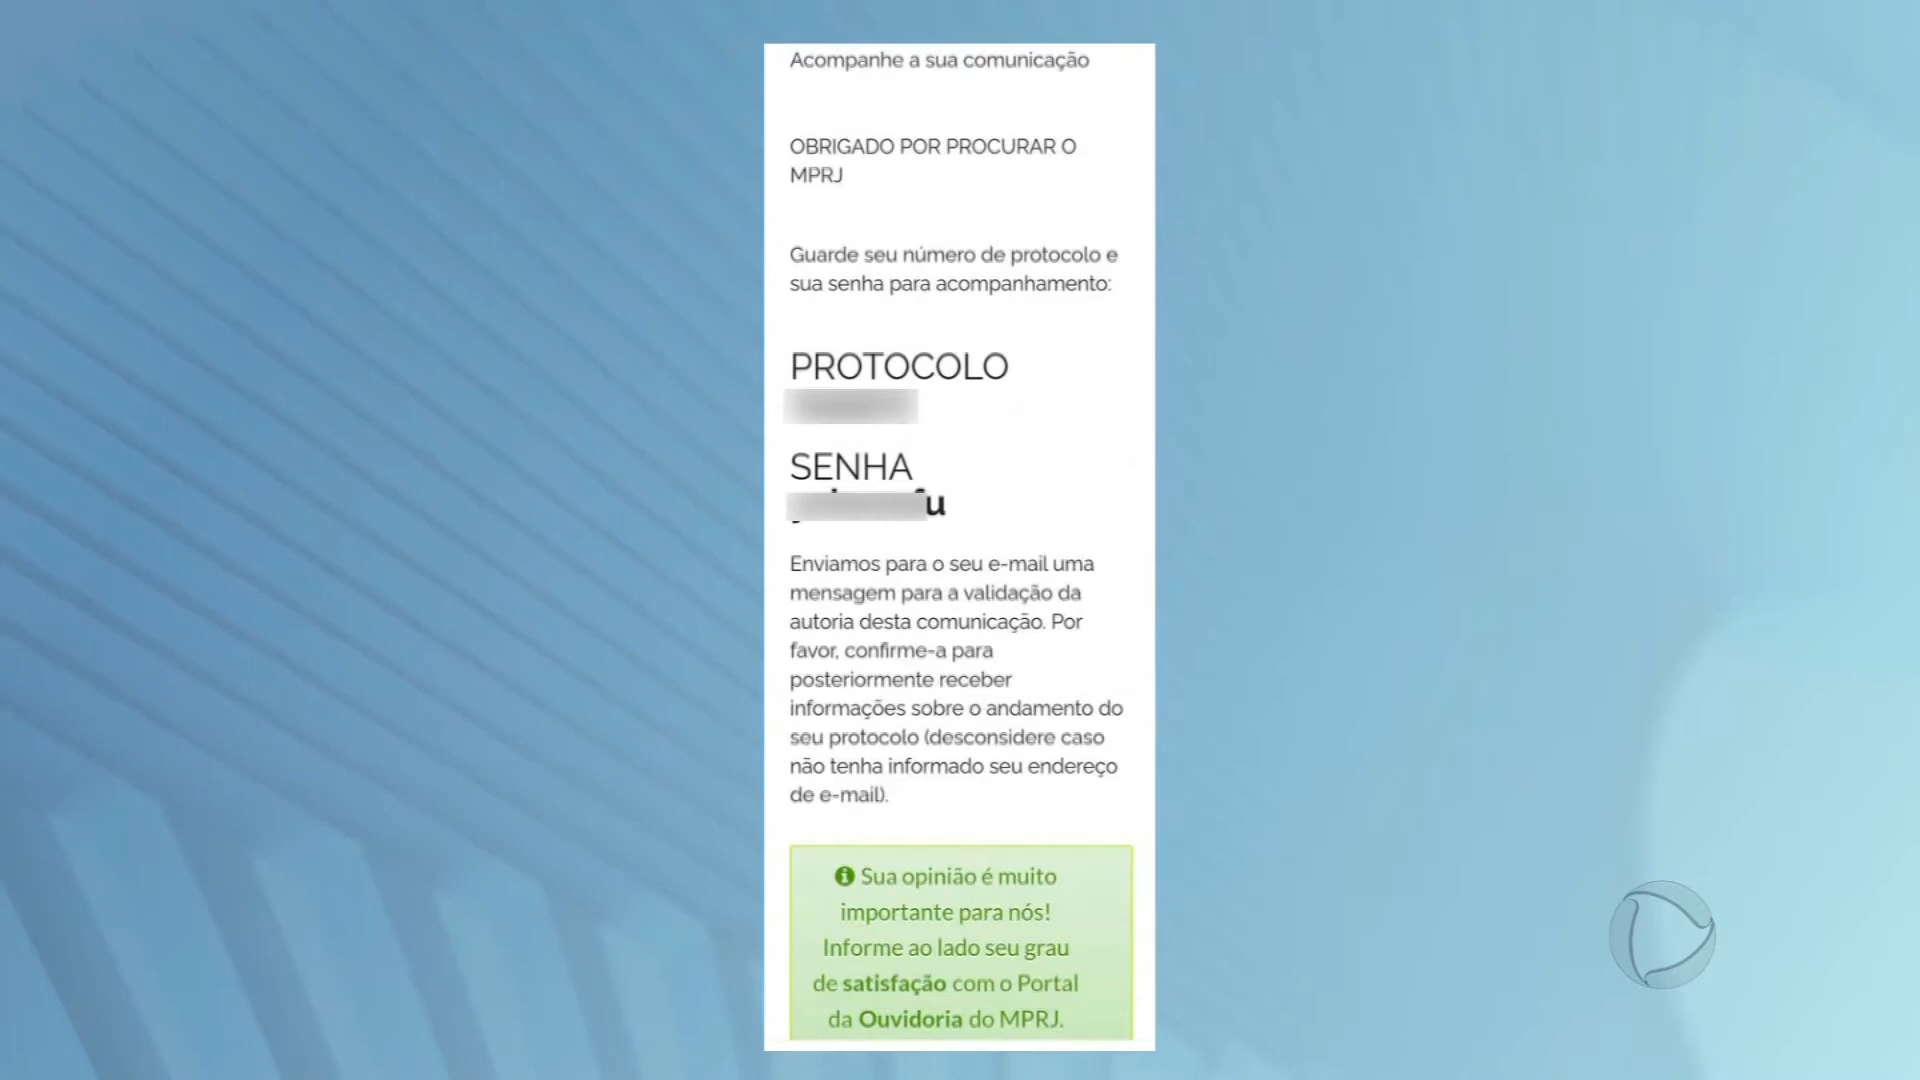 Acompanhe a sua comunicação
OBRIGADO POR PROCURAR O
MPRJ
Guarde seu número de protocolo e
sua senha para acompanhamento:
PROTOCOLO
SENHA
Enviamos para o seu e-mail uma
mensagem para a validação da
autoria desta comunicação. Por
favor, confirme-a para
posteriormente receber
informações sobre o andamento do
seu protocolo (desconsidere caso
não tenha informado seu endereço
de e-mail).
Sua opinião é muito
importante para nós!
Informe ao lado seu grau
de satisfação com o Portal
da Ouvidoria do MPRJ.